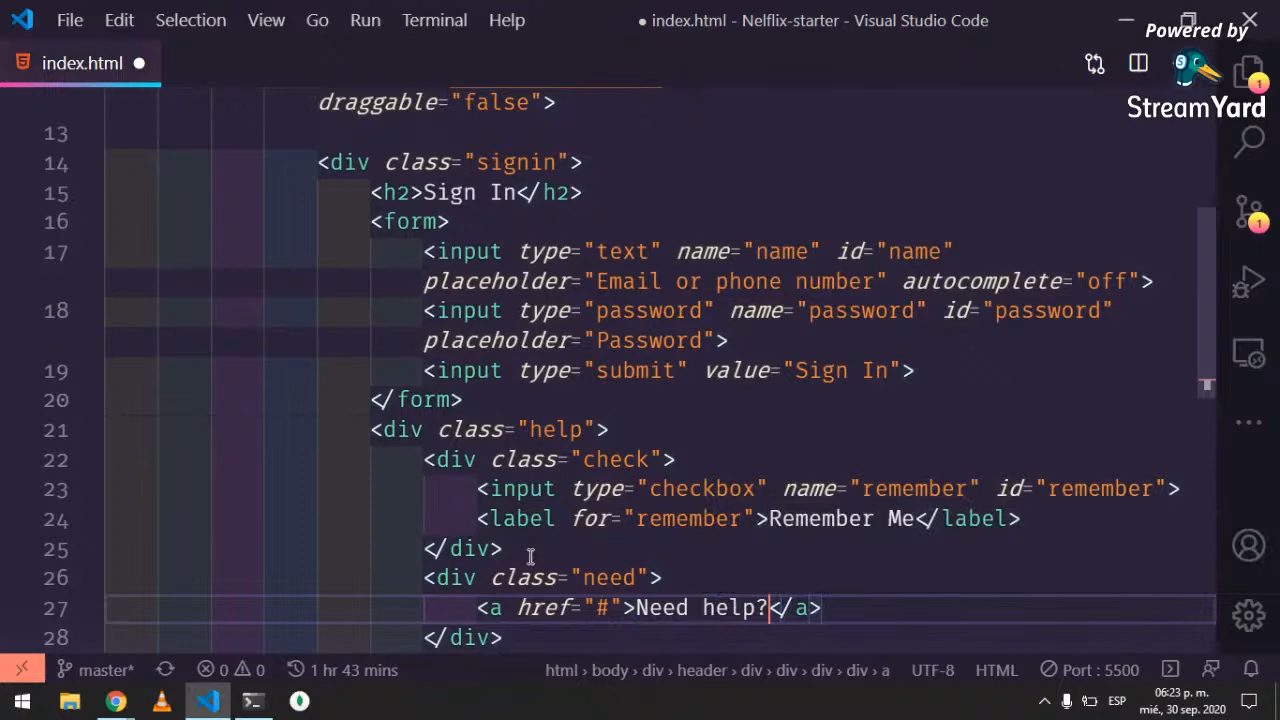 File Edit Selection View Go Run Terminal Help ● index.html - Nelflix-starter - Visual Studio Code
Powered by
index.html
StreamYard
draggable="false">
13
14 <div class="signin">
15 <h2>Sign In</h2>
16 <form>
17 <input type="text" name="name" id="name"
placeholder="Email or phone number" autocomplete="off">
18 <input type="password" name="password" id="password"
placeholder="Password">
19 <input type="submit" value="Sign In">
20 </form>
21 <div class="help">
22 <div class="check">
23 <input type="checkbox" name="remember" id="remember">
24 <label for="remember">Remember Me</label>
25 </div>
26 <div class="need">
27 <a href="#">Need help?</a>
28 </div>
1
1
S
master* 0 0 1 hr 43 mins html › body › div › header › div › div › div › div › a UTF-8 HTML Port : 5500
ESP 06:23 p. m.
mié., 30 sep. 2020